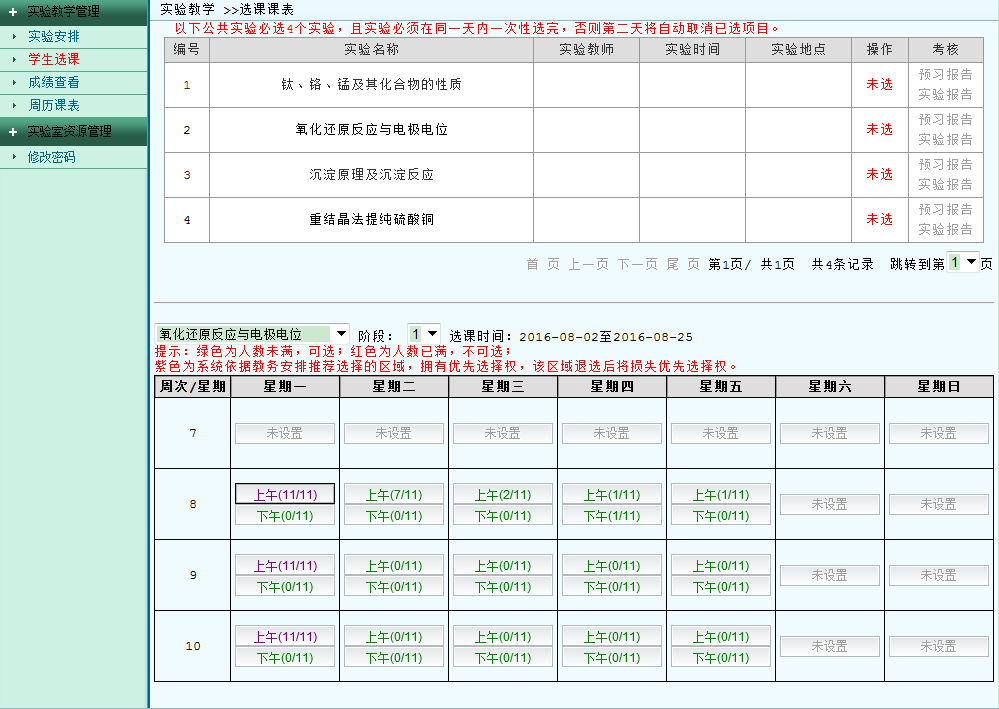 实验教学管理
实验安排
学生选课
成绩查看
周历课表
实验室资源管理
修改密码
实验教学 >>选课课表
以下公共实验必选4个实验，且实验必须在同一天内一次性选完，否则第二天将自动取消已选项目。
编号 实验名称 实验教师 实验时间 实验地点 操作 考核
1 钛、铬、锰及其化合物的性质 未选 预习报告
实验报告
2 氧化还原反应与电极电位 未选 预习报告
实验报告
3 沉淀原理及沉淀反应 未选 预习报告
实验报告
4 重结晶法提纯硫酸铜 未选 预习报告
实验报告
首 页 上一页 下一页 尾 页 第1页/ 共1页 共4条记录 跳转到第 1 页
氧化还原反应与电极电位 阶段： 1 选课时间：2016-08-02至2016-08-25
提示：绿色为人数未满，可选；红色为人数已满，不可选；
紫色为系统依据教务安排推荐选择的区域，拥有优先选择权，该区域退选后将损失优先选择权。
周次/星期 星期一 星期二 星期三 星期四 星期五 星期六 星期日
7 未设置 未设置 未设置 未设置 未设置 未设置 未设置
8 上午(11/11) 上午(7/11) 上午(2/11) 上午(1/11) 上午(1/11) 未设置 未设置
下午(0/11) 下午(0/11) 下午(0/11) 下午(1/11) 下午(0/11)
9 上午(11/11) 上午(0/11) 上午(0/11) 上午(0/11) 上午(0/11) 未设置 未设置
下午(0/11) 下午(0/11) 下午(0/11) 下午(0/11) 下午(0/11)
10 上午(11/11) 上午(0/11) 上午(0/11) 上午(0/11) 上午(0/11) 未设置 未设置
下午(0/11) 下午(0/11) 下午(0/11) 下午(0/11) 下午(0/11)